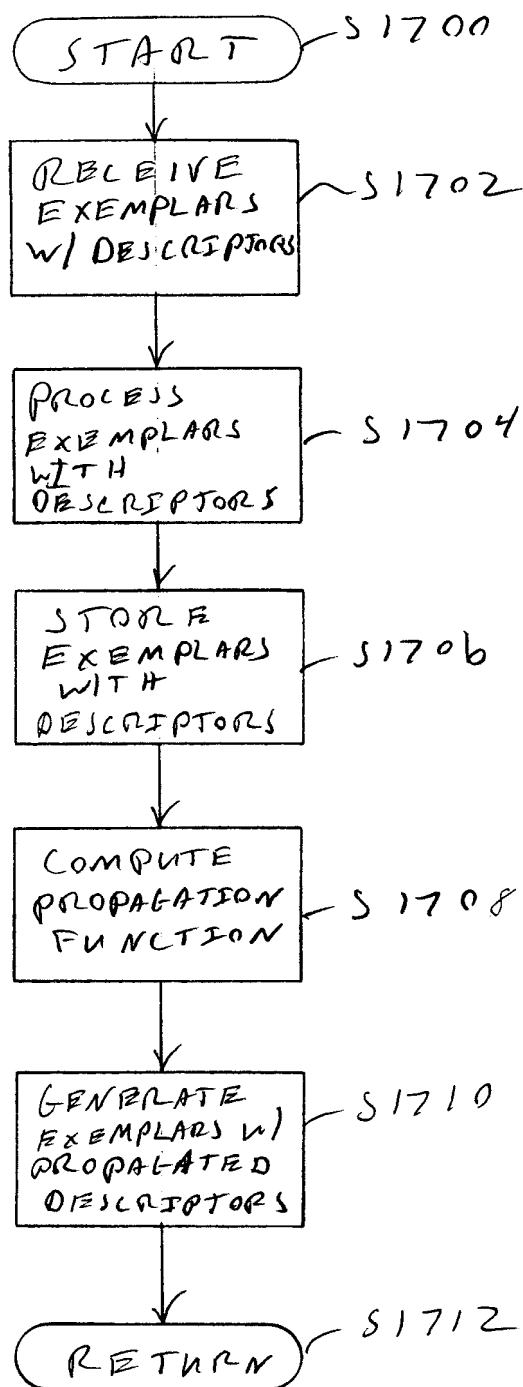 START
S1700
RECEIVE
EXEMPLARS
W/ DESCRIPTORS
S1702
PROCESS
EXEMPLARS
WITH
DESCRIPTORS
S1704
STORE
EXEMPLARS
WITH
DESCRIPTORS
S1706
COMPUTE
PROPAGATION
FUNCTION
S1708
GENERATE
EXEMPLARS W/
PROPAGATED
DESCRIPTORS
S1710
RETURN
S1712